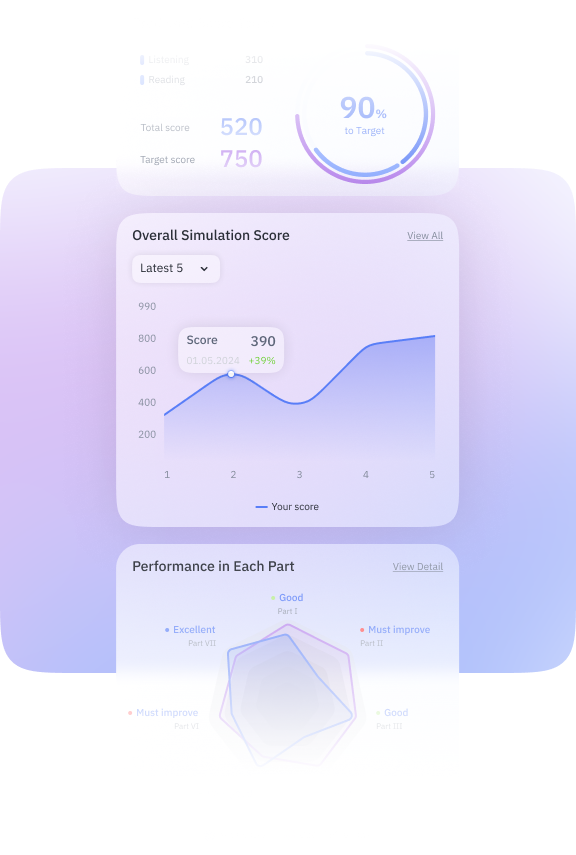 Listening 310
Reading 210
90%
to Target
Total score 520
Target score 750
Overall Simulation Score View All
Latest 5
990
800
600
400
200
Score 390
01.05.2024 +39%
1 2 3 4 5
Your score
Performance in Each Part View Detail
Good
Part I
Excellent
Part VII
Must improve
Part II
Must improve
Part VI
Good
Part III